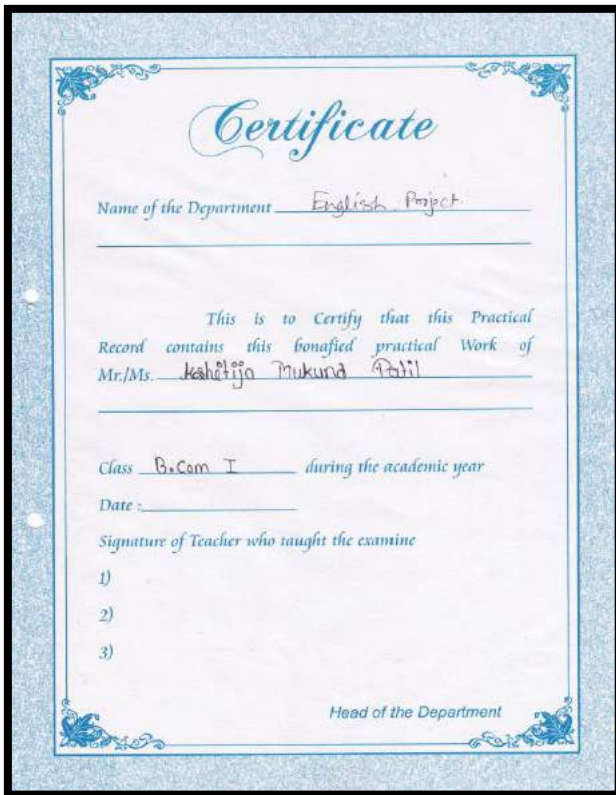 Certificate
Name of the Department English Project
This is to Certify that this Practical
Record contains this bonafied practical Work of
Mr./Ms. Kshitija Mukund Patil
Class B.Com I during the academic year
Date :
Signature of Teacher who taught the examine
1)
2)
3)
Head of the Department